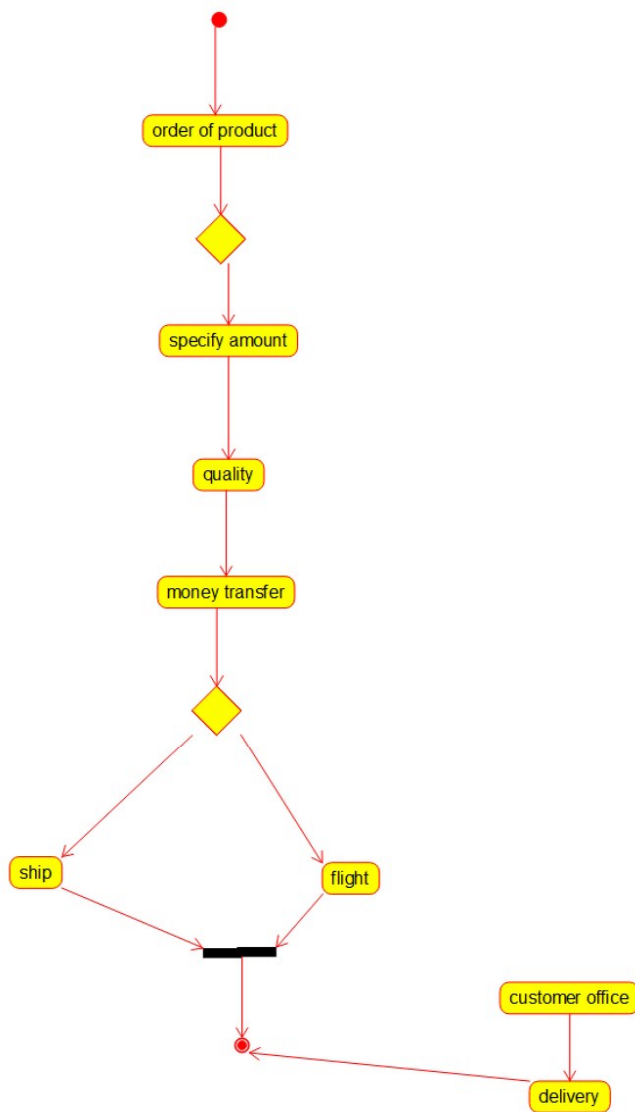 order of product
specify amount
quality
money transfer
ship
flight
customer office
delivery